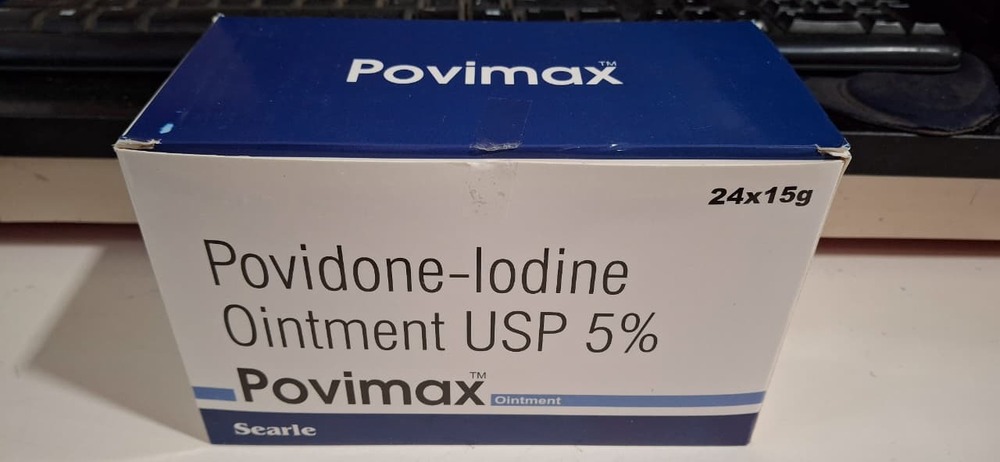 Povimax™
24x15g
Povidone-Iodine
Ointment USP 5%
Povimax™ Ointment
Searle